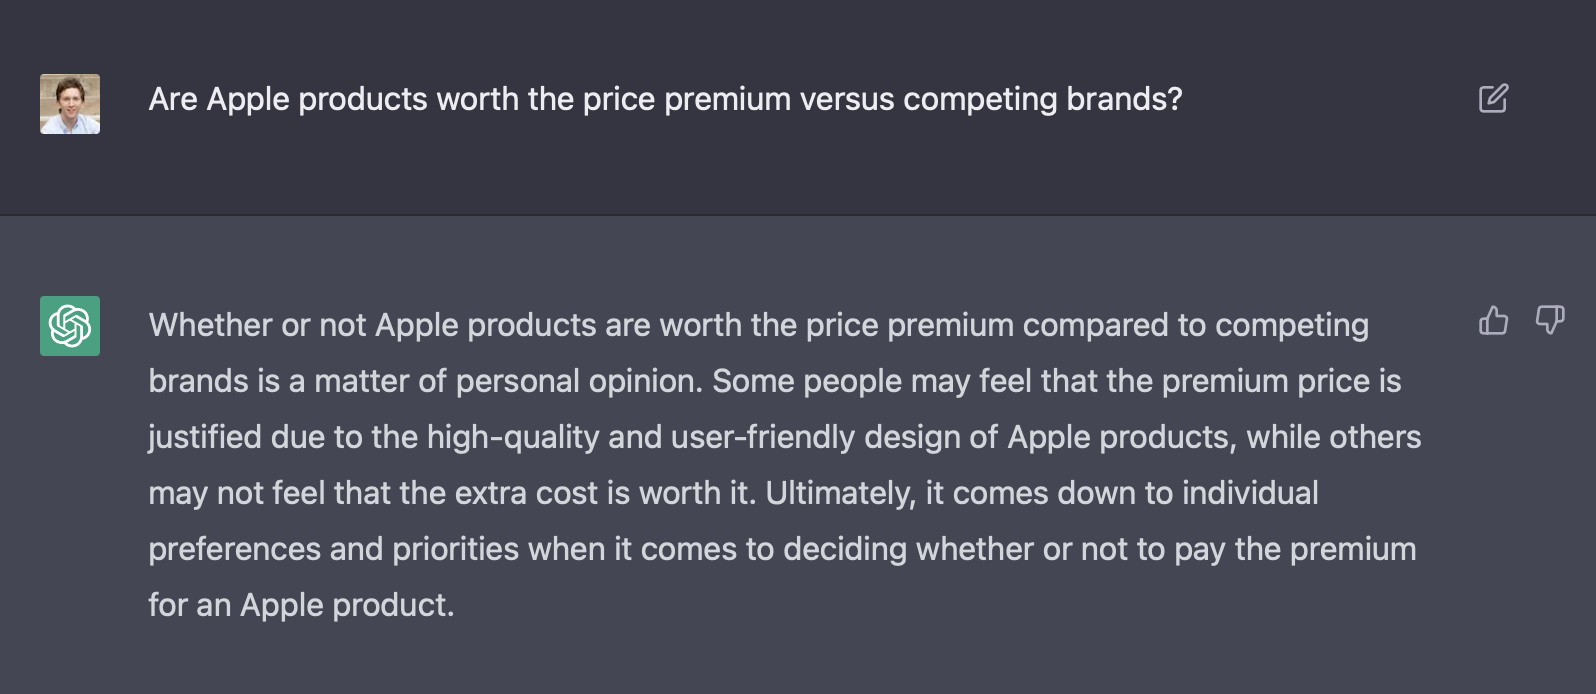 Are Apple products worth the price premium versus competing brands?
Whether or not Apple products are worth the price premium compared to competing
brands is a matter of personal opinion. Some people may feel that the premium price is
justified due to the high-quality and user-friendly design of Apple products, while others
may not feel that the extra cost is worth it. Ultimately, it comes down to individual
preferences and priorities when it comes to deciding whether or not to pay the premium
for an Apple product.